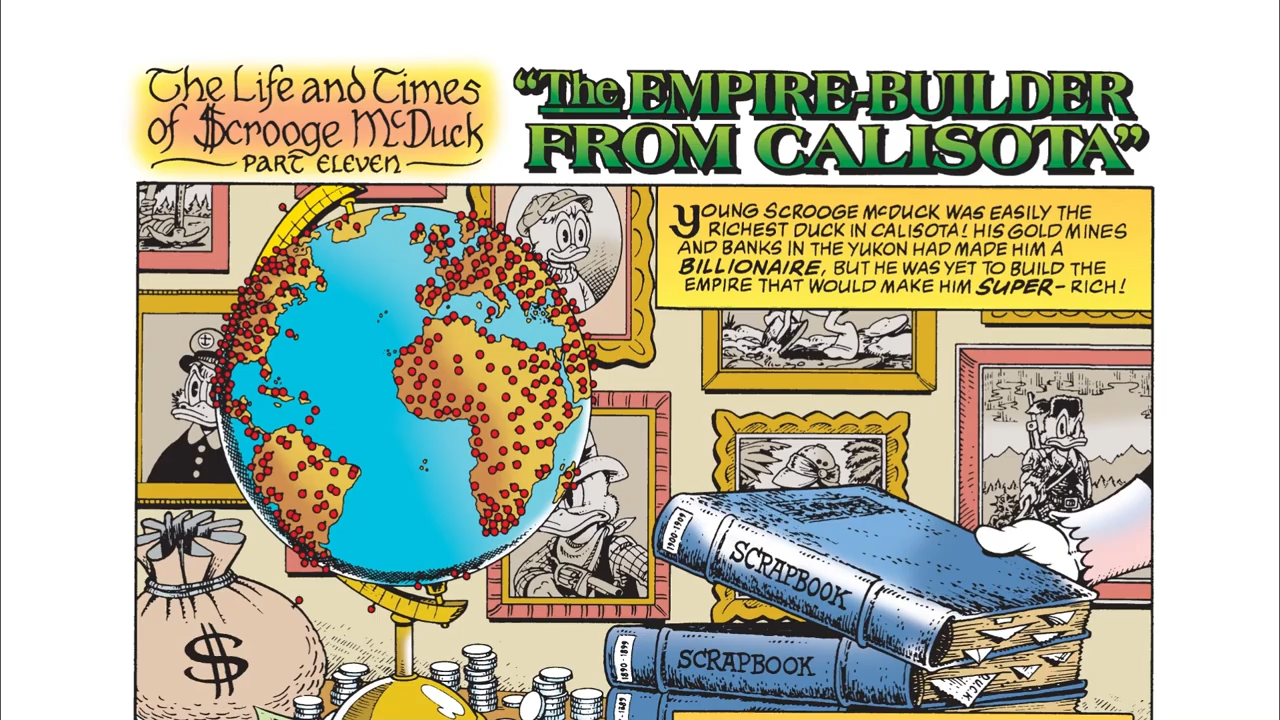 The Life and Times
of $crooge McDuck
PART ELEVEN
"The EMPIRE-BUILDER
FROM CALISOTA"
YOUNG SCROOGE McDUCK WAS EASILY THE
RICHEST DUCK IN CALISOTA! HIS GOLD MINES
AND BANKS IN THE YUKON HAD MADE HIM A
BILLIONAIRE, BUT HE WAS YET TO BUILD THE
EMPIRE THAT WOULD MAKE HIM SUPER-RICH!
1900-1909
SCRAPBOOK
1890-1899
SCRAPBOOK
DUCK
$